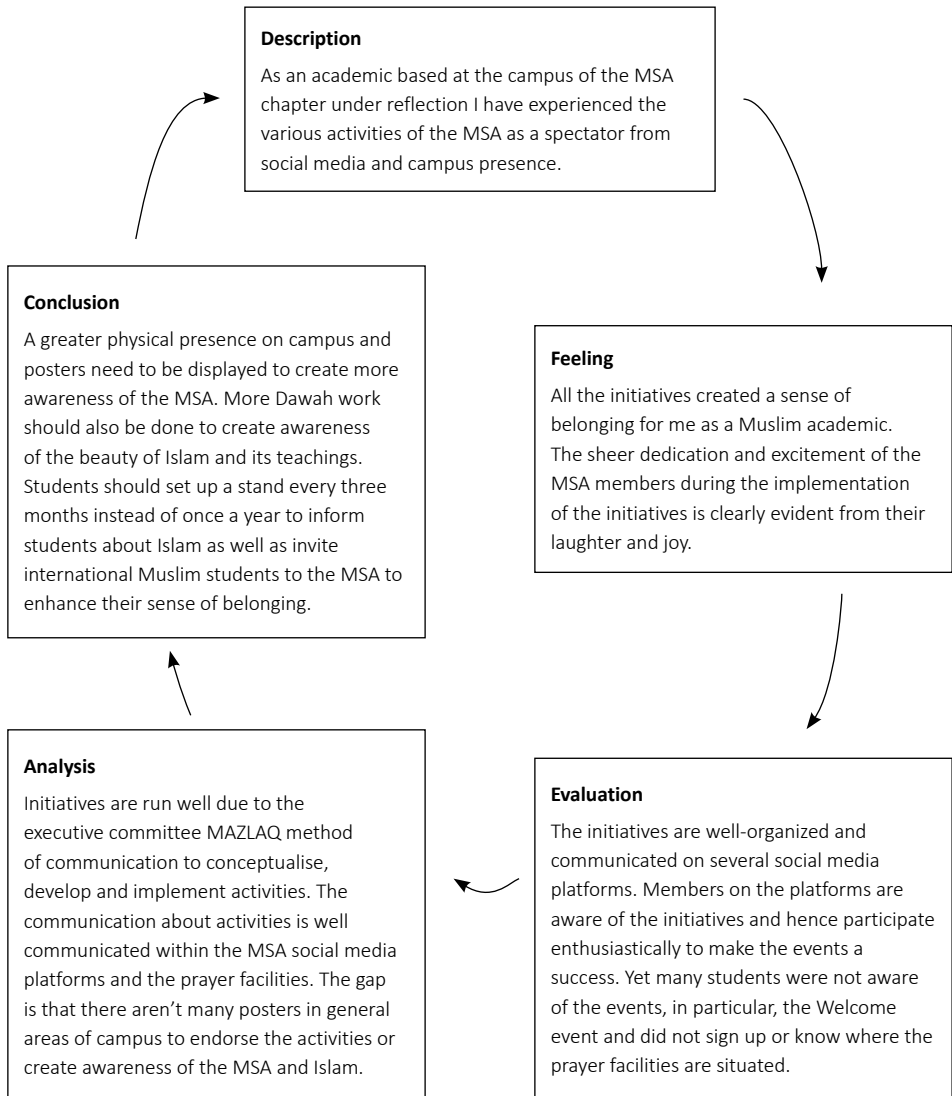 Description
As an academic based at the campus of the MSA
chapter under reflection I have experienced the
various activities of the MSA as a spectator from
social media and campus presence.
Feeling
All the initiatives created a sense of
belonging for me as a Muslim academic.
The sheer dedication and excitement of the
MSA members during the implementation
of the initiatives is clearly evident from their
laughter and joy.
Evaluation
The initiatives are well-organized and
communicated on several social media
platforms. Members on the platforms are
aware of the initiatives and hence participate
enthusiastically to make the events a
success. Yet many students were not aware
of the events, in particular, the Welcome
event and did not sign up or know where the
prayer facilities are situated.
Analysis
Initiatives are run well due to the
executive committee MAZLAQ method
of communication to conceptualise,
develop and implement activities. The
communication about activities is well
communicated within the MSA social media
platforms and the prayer facilities. The gap
is that there aren’t many posters in general
areas of campus to endorse the activities or
create awareness of the MSA and Islam.
Conclusion
A greater physical presence on campus and
posters need to be displayed to create more
awareness of the MSA. More Dawah work
should also be done to create awareness
of the beauty of Islam and its teachings.
Students should set up a stand every three
months instead of once a year to inform
students about Islam as well as invite
international Muslim students to the MSA to
enhance their sense of belonging.